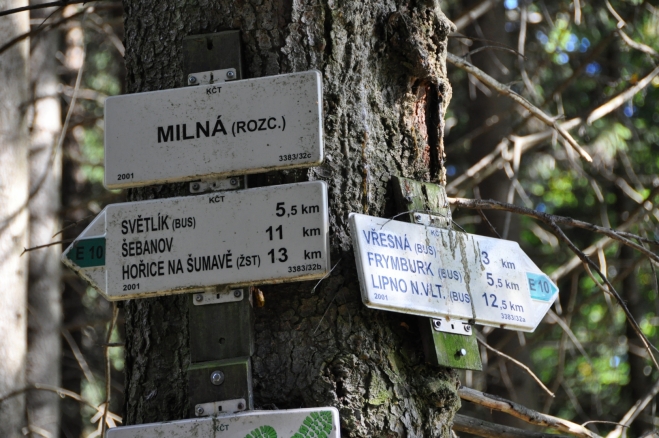 KČT
MILNÁ (ROZC.)
2001 3383/32c
KČT
SVĚTLÍK (BUS) 5,5 km
ŠEBANOV 11 km
HOŘICE NA ŠUMAVĚ (ŽST) 13 km
E 10
2001 3383/32b
KČT
VŘESNÁ (BUS) 3 km
FRYMBURK (BUS) 5,5 km
LIPNO N.VLT. (BUS) 12,5 km
E 10
2001 3383/32a
KČT